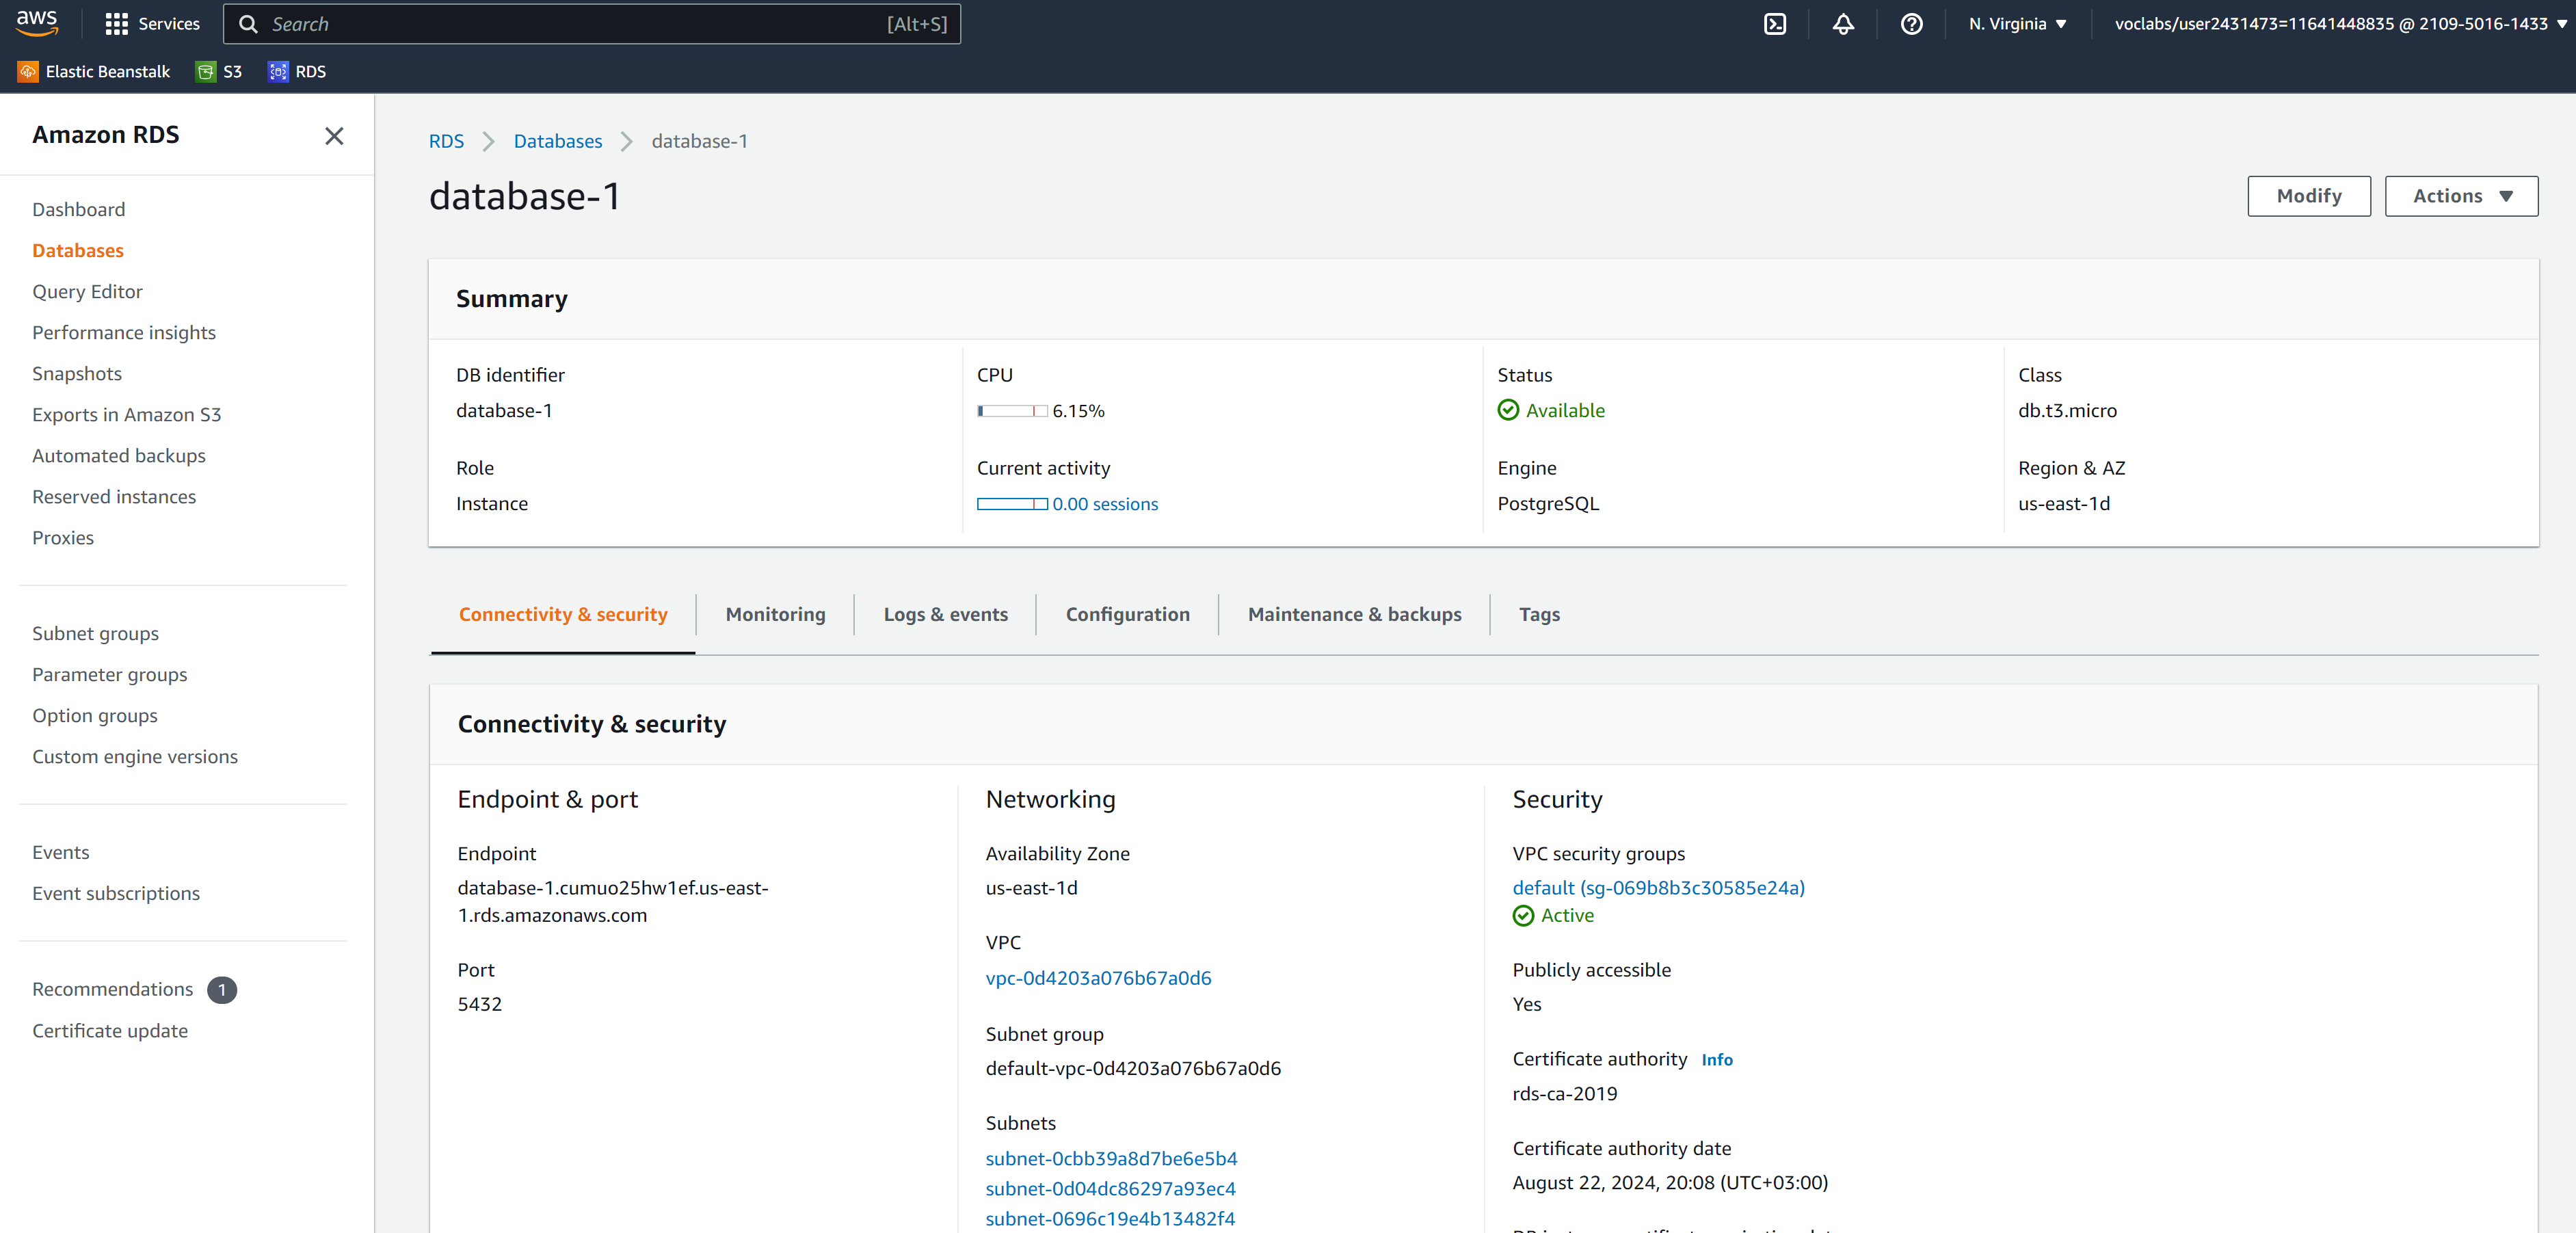 aws
Services
Search
[Alt+S]
N. Virginia
voclabs/user2431473=11641448835 @ 2109-5016-1433
Elastic Beanstalk
S3
RDS
Amazon RDS
Dashboard
Databases
Query Editor
Performance insights
Snapshots
Exports in Amazon S3
Automated backups
Reserved instances
Proxies
Subnet groups
Parameter groups
Option groups
Custom engine versions
Events
Event subscriptions
Recommendations 1
Certificate update
RDS > Databases > database-1
database-1
Modify
Actions
Summary
DB identifier
database-1
Role
Instance
CPU
6.15%
Current activity
0.00 sessions
Status
Available
Engine
PostgreSQL
Class
db.t3.micro
Region & AZ
us-east-1d
Connectivity & security
Monitoring
Logs & events
Configuration
Maintenance & backups
Tags
Connectivity & security
Endpoint & port
Endpoint
database-1.cumuo25hw1ef.us-east-
1.rds.amazonaws.com
Port
5432
Networking
Availability Zone
us-east-1d
VPC
vpc-0d4203a076b67a0d6
Subnet group
default-vpc-0d4203a076b67a0d6
Subnets
subnet-0cbb39a8d7be6e5b4
subnet-0d04dc86297a93ec4
subnet-0696c19e4b13482f4
Security
VPC security groups
default (sg-069b8b3c30585e24a)
Active
Publicly accessible
Yes
Certificate authority Info
rds-ca-2019
Certificate authority date
August 22, 2024, 20:08 (UTC+03:00)